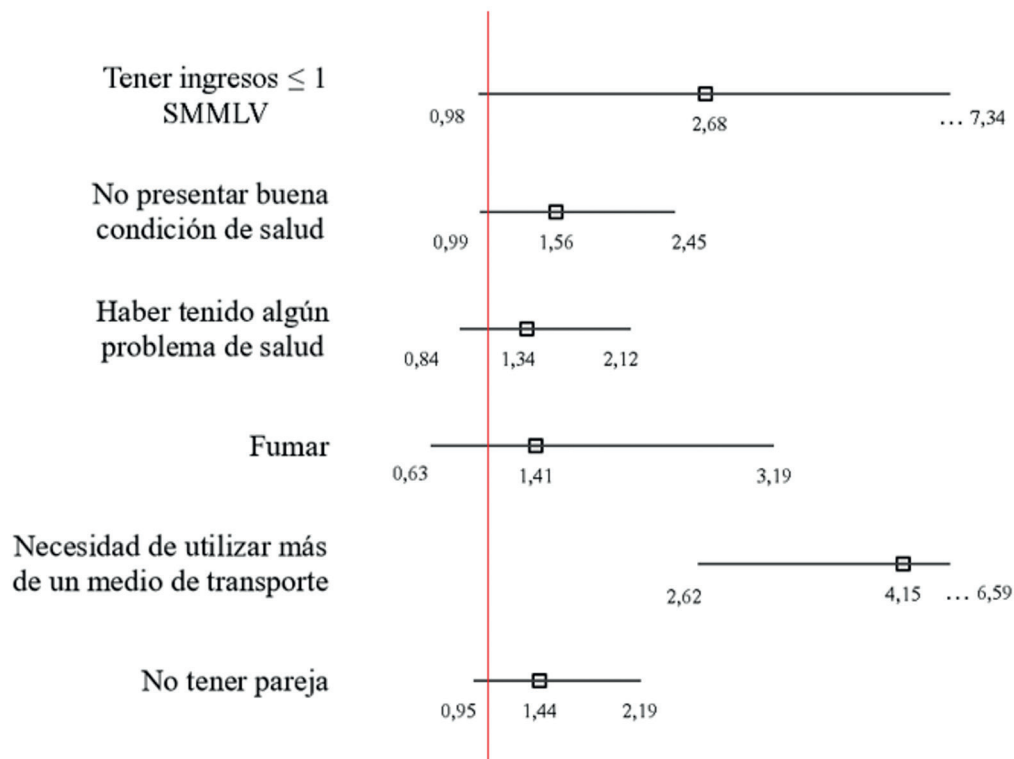 Tener ingresos ≤ 1
SMMLV
0,98
2,68
... 7,34
No presentar buena
condición de salud
0,99
1,56
2,45
Haber tenido algún
problema de salud
0,84
1,34
2,12
Fumar
0,63
1,41
3,19
Necesidad de utilizar más
de un medio de transporte
2,62
4,15
... 6,59
No tener pareja
0,95
1,44
2,19